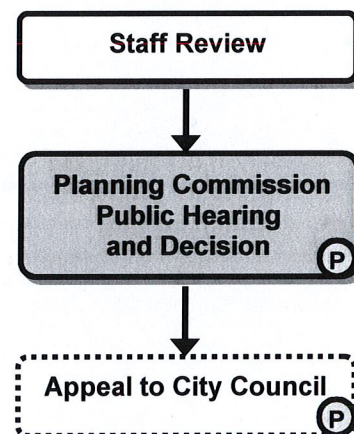 Staff Review
Planning Commission
Public Hearing
and Decision
P
Appeal to City Council
P